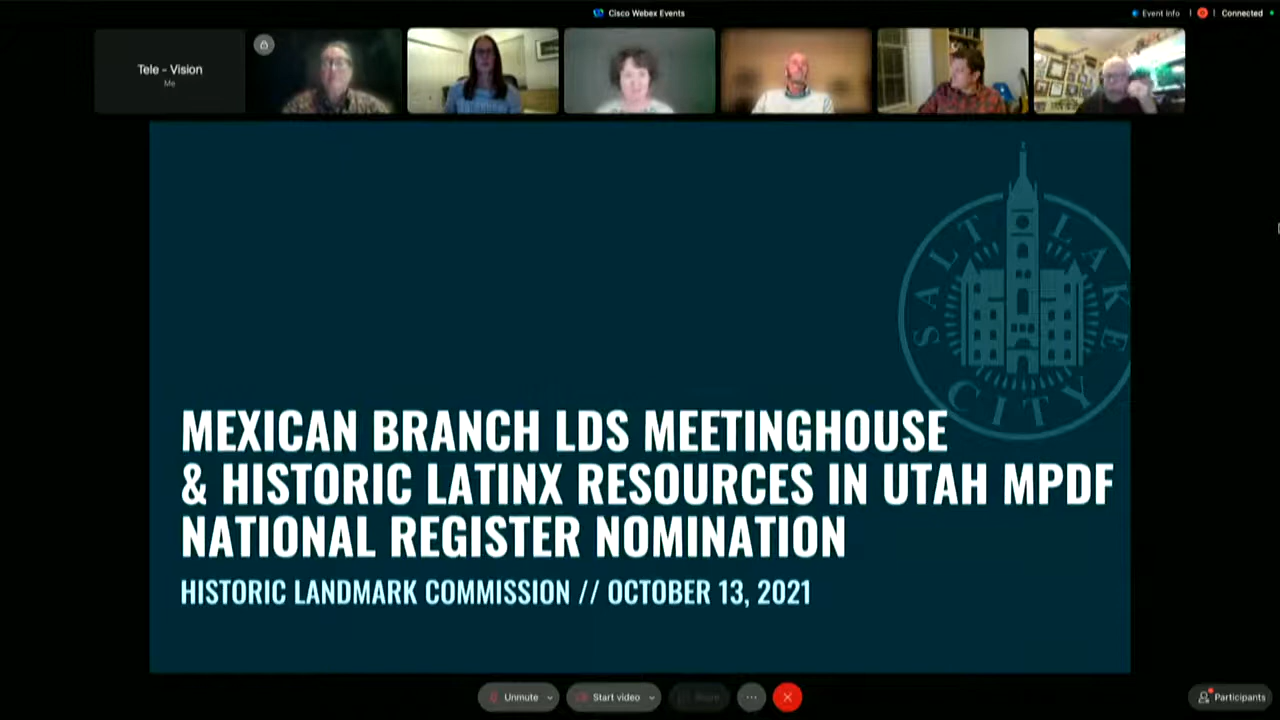 Cisco Webex Events
Event Info
Connected
Tele - Vision
Me
SALT LAKE
CITY
MEXICAN BRANCH LDS MEETINGHOUSE
& HISTORIC LATINX RESOURCES IN UTAH MPDF
NATIONAL REGISTER NOMINATION
HISTORIC LANDMARK COMMISSION // OCTOBER 13, 2021
Unmute
Start video
Share
Participants